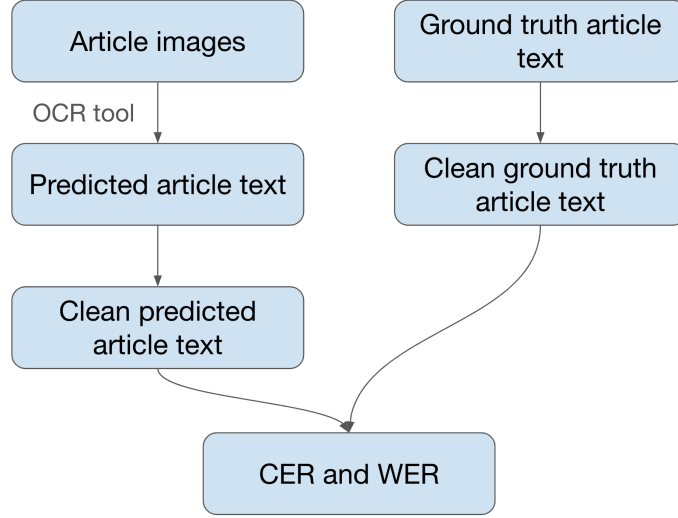 Article images
OCR tool
Predicted article text
Clean predicted
article text
Ground truth article
text
Clean ground truth
article text
CER and WER